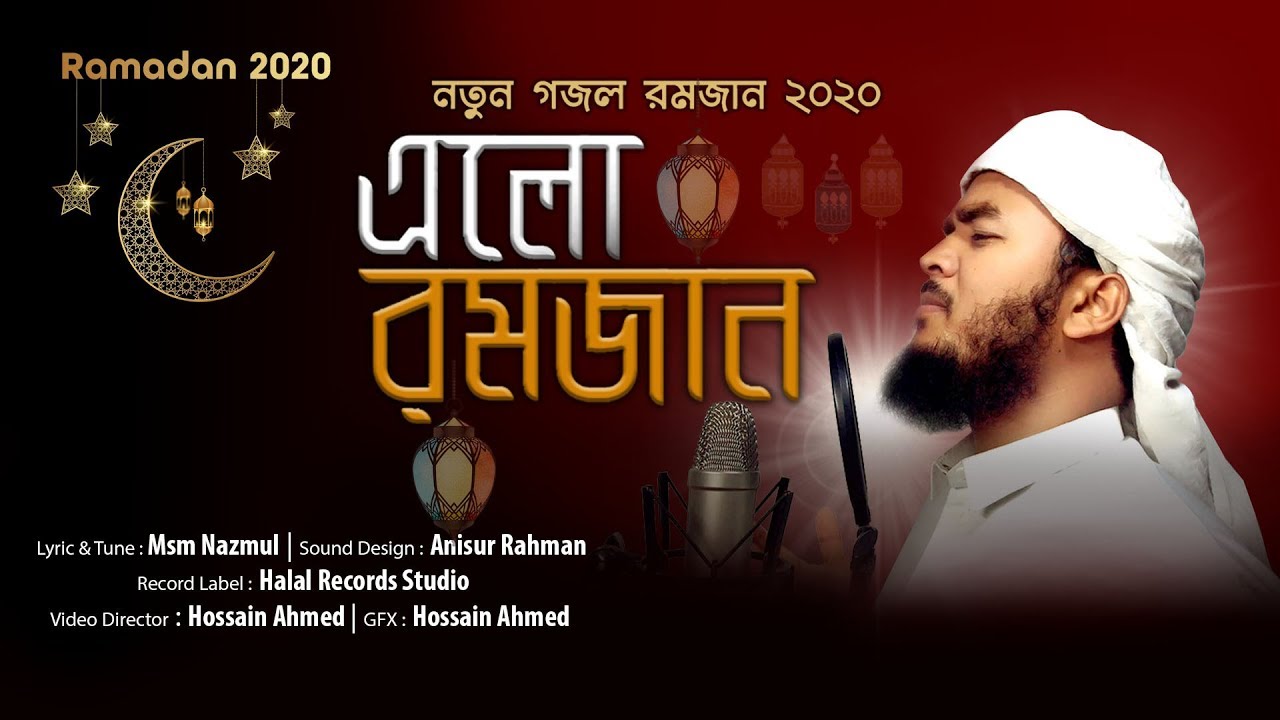 Ramadan 2020
নতুন গজল রমজান ২০২০
এলো
রমজান
Lyric & Tune : Msm Nazmul | Sound Design : Anisur Rahman
Record Label : Halal Records Studio
Video Director : Hossain Ahmed | GFX : Hossain Ahmed